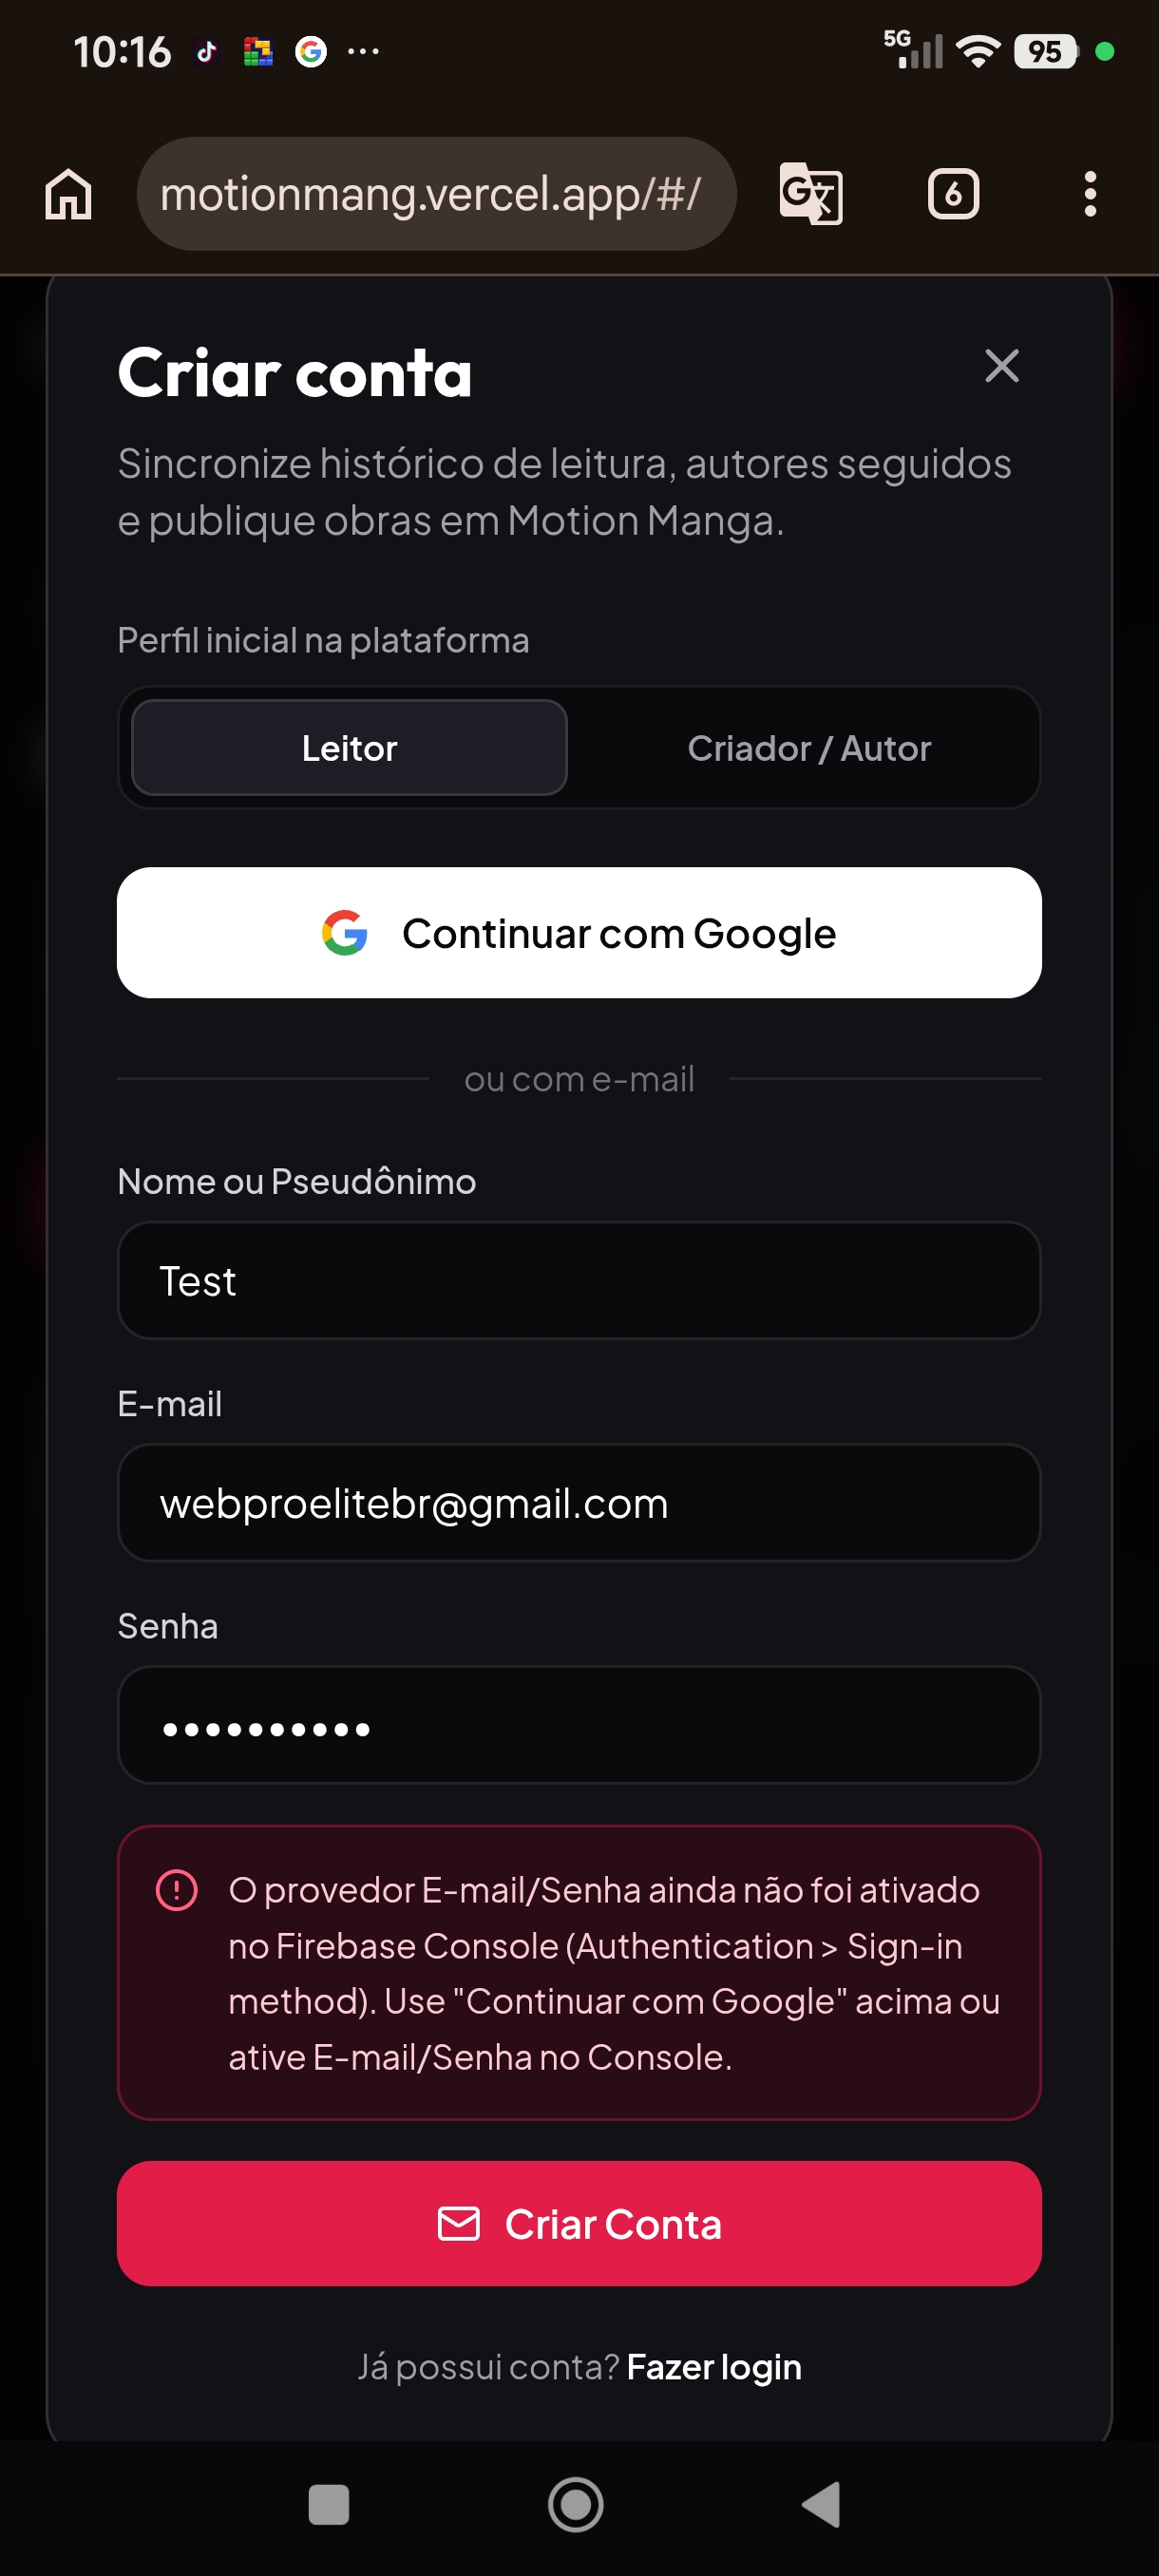 10:16
5G
95
motionmang.vercel.app/#/
6
Criar conta
Sincronize histórico de leitura, autores seguidos
e publique obras em Motion Manga.
Perfil inicial na plataforma
Leitor
Criador / Autor
Continuar com Google
ou com e-mail
Nome ou Pseudônimo
Test
E-mail
webproelitebr@gmail.com
Senha
••••••••••
O provedor E-mail/Senha ainda não foi ativado
no Firebase Console (Authentication > Sign-in
method). Use "Continuar com Google" acima ou
ative E-mail/Senha no Console.
Criar Conta
Já possui conta? Fazer login